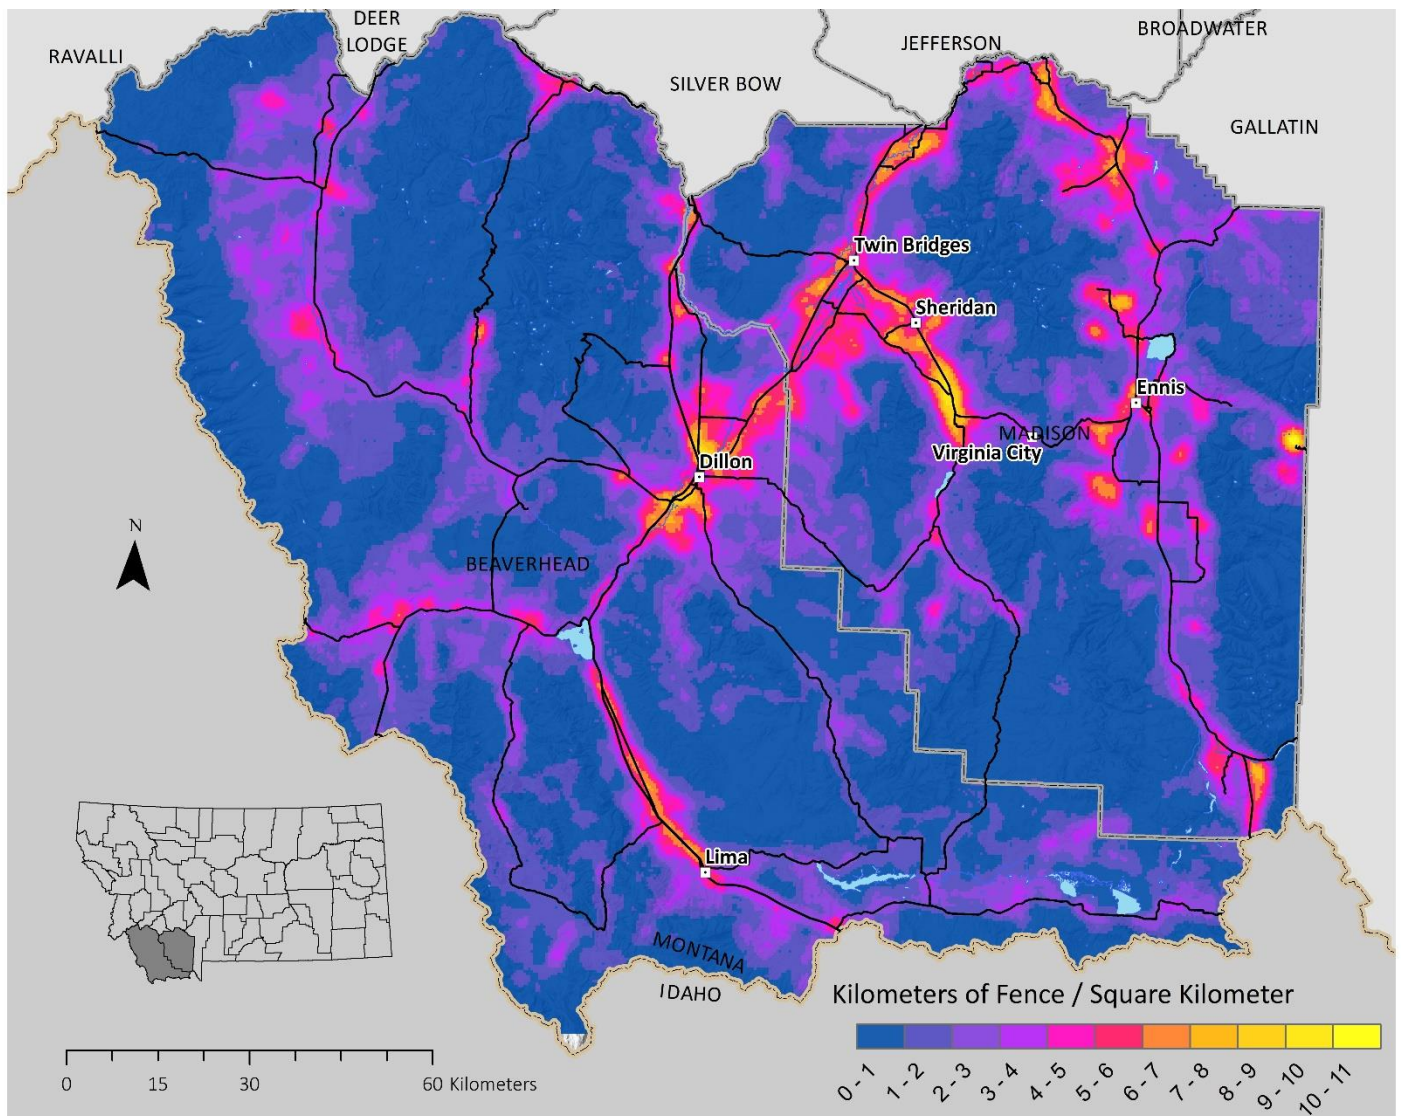 DEER
LODGE
RAVALLI
BROADWATER
JEFFERSON
SILVER BOW
GALLATIN
Twin Bridges
Sheridan
Ennis
MADISON
Virginia City
Dillon
N
BEAVERHEAD
Lima
MONTANA
IDAHO
Kilometers of Fence / Square Kilometer
0 - 1
1 - 2
2 - 3
3 - 4
4 - 5
5 - 6
6 - 7
7 - 8
8 - 9
9 - 10
10 - 11
0 15 30 60 Kilometers